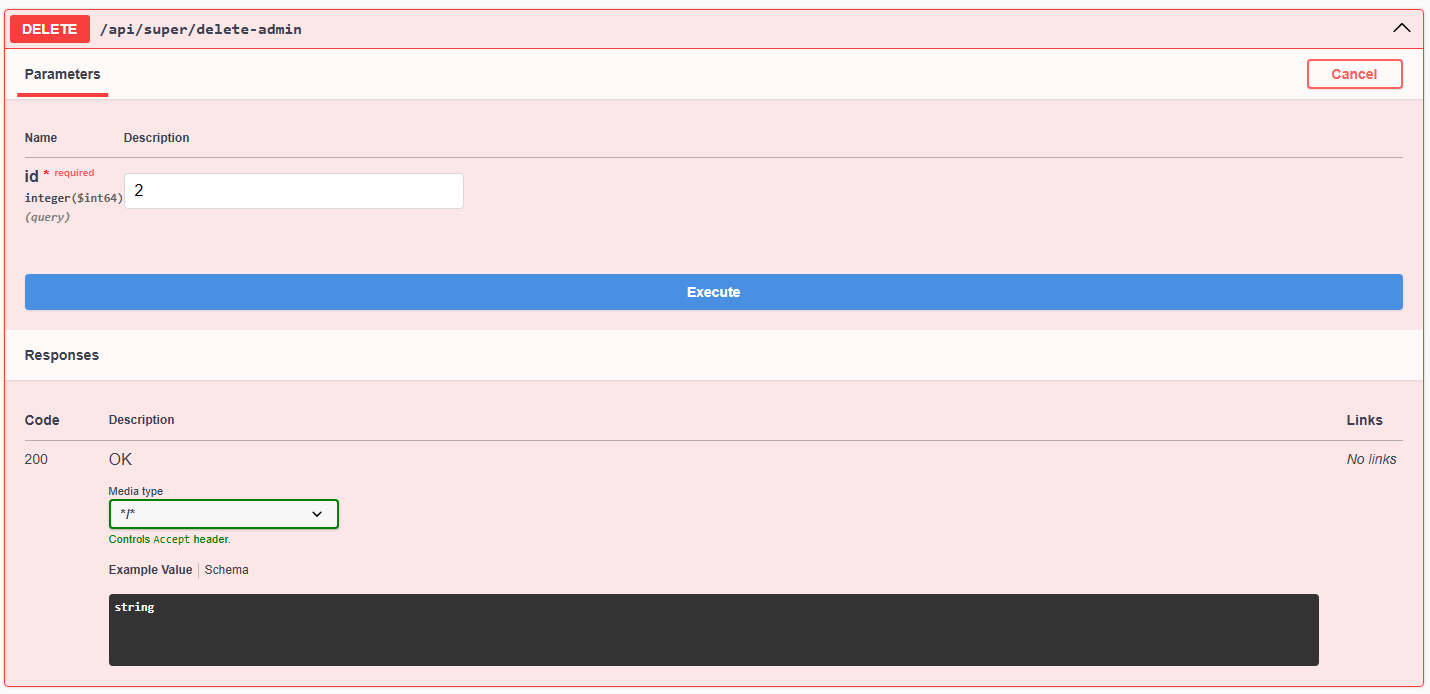 DELETE /api/super/delete-admin
Parameters Cancel
Name Description
id * required
integer($int64)
(query)
2
Execute
Responses
Code Description Links
200 OK No links
Media type
*/*
Controls Accept header.
Example Value Schema
string